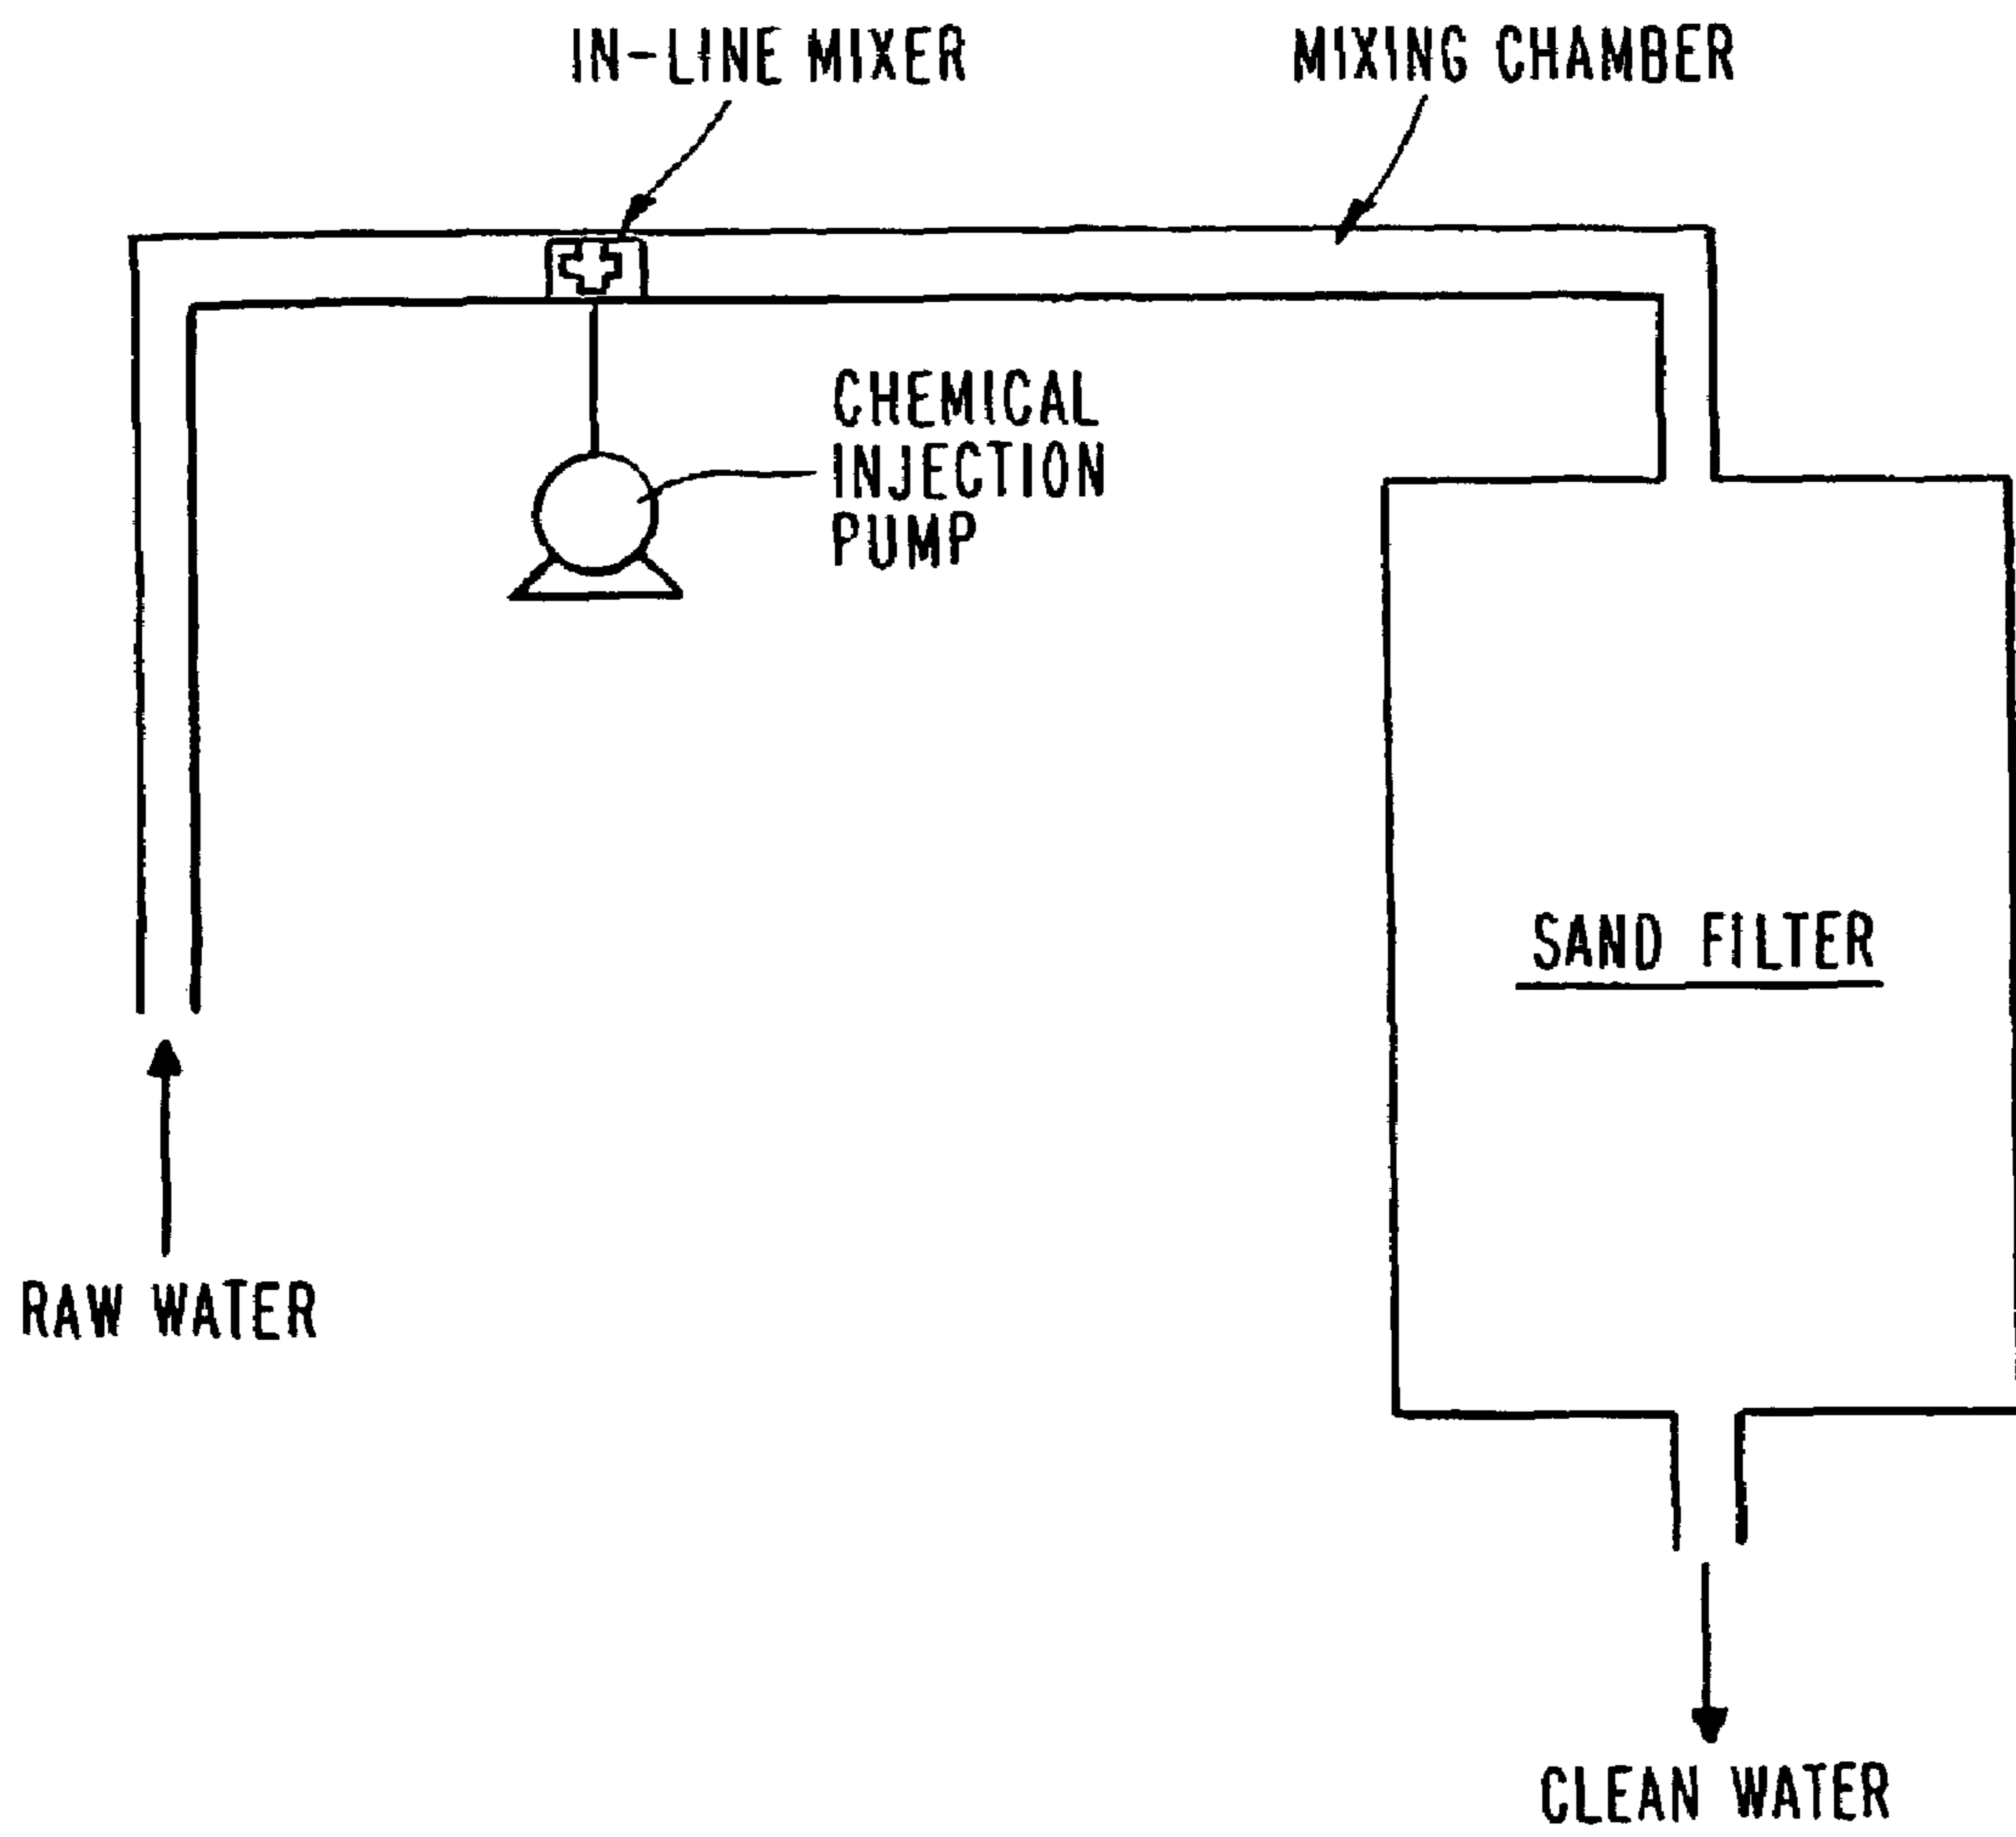 IN-LINE MIXER
MIXING CHAMBER
CHEMICAL
INJECTION
PUMP
SAND FILTER
RAW WATER
CLEAN WATER